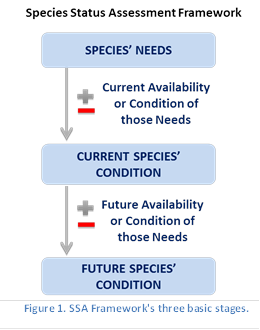 Species Status Assessment Framework
SPECIES' NEEDS
Current Availability
or Condition of
those Needs
CURRENT SPECIES'
CONDITION
Future Availability
or Condition of
those Needs
FUTURE SPECIES'
CONDITION
Figure 1. SSA Framework's three basic stages.